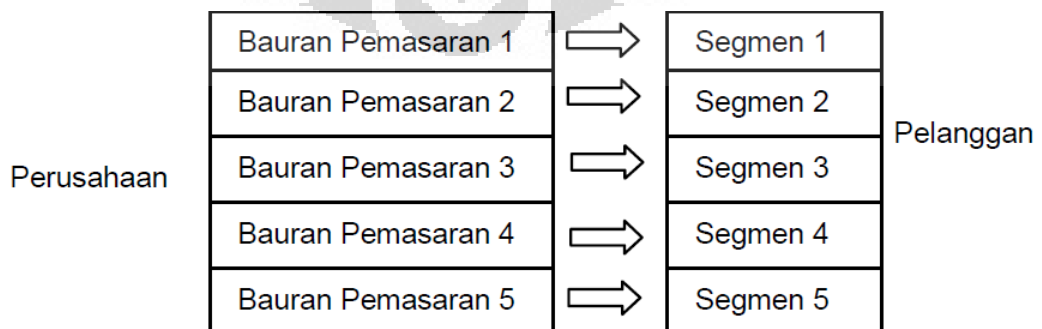 Bauran Pemasaran 1
Segmen 1
Bauran Pemasaran 2
Segmen 2
Pelanggan
Perusahaan
Bauran Pemasaran 3
Segmen 3
Bauran Pemasaran 4
Segmen 4
Bauran Pemasaran 5
Segmen 5